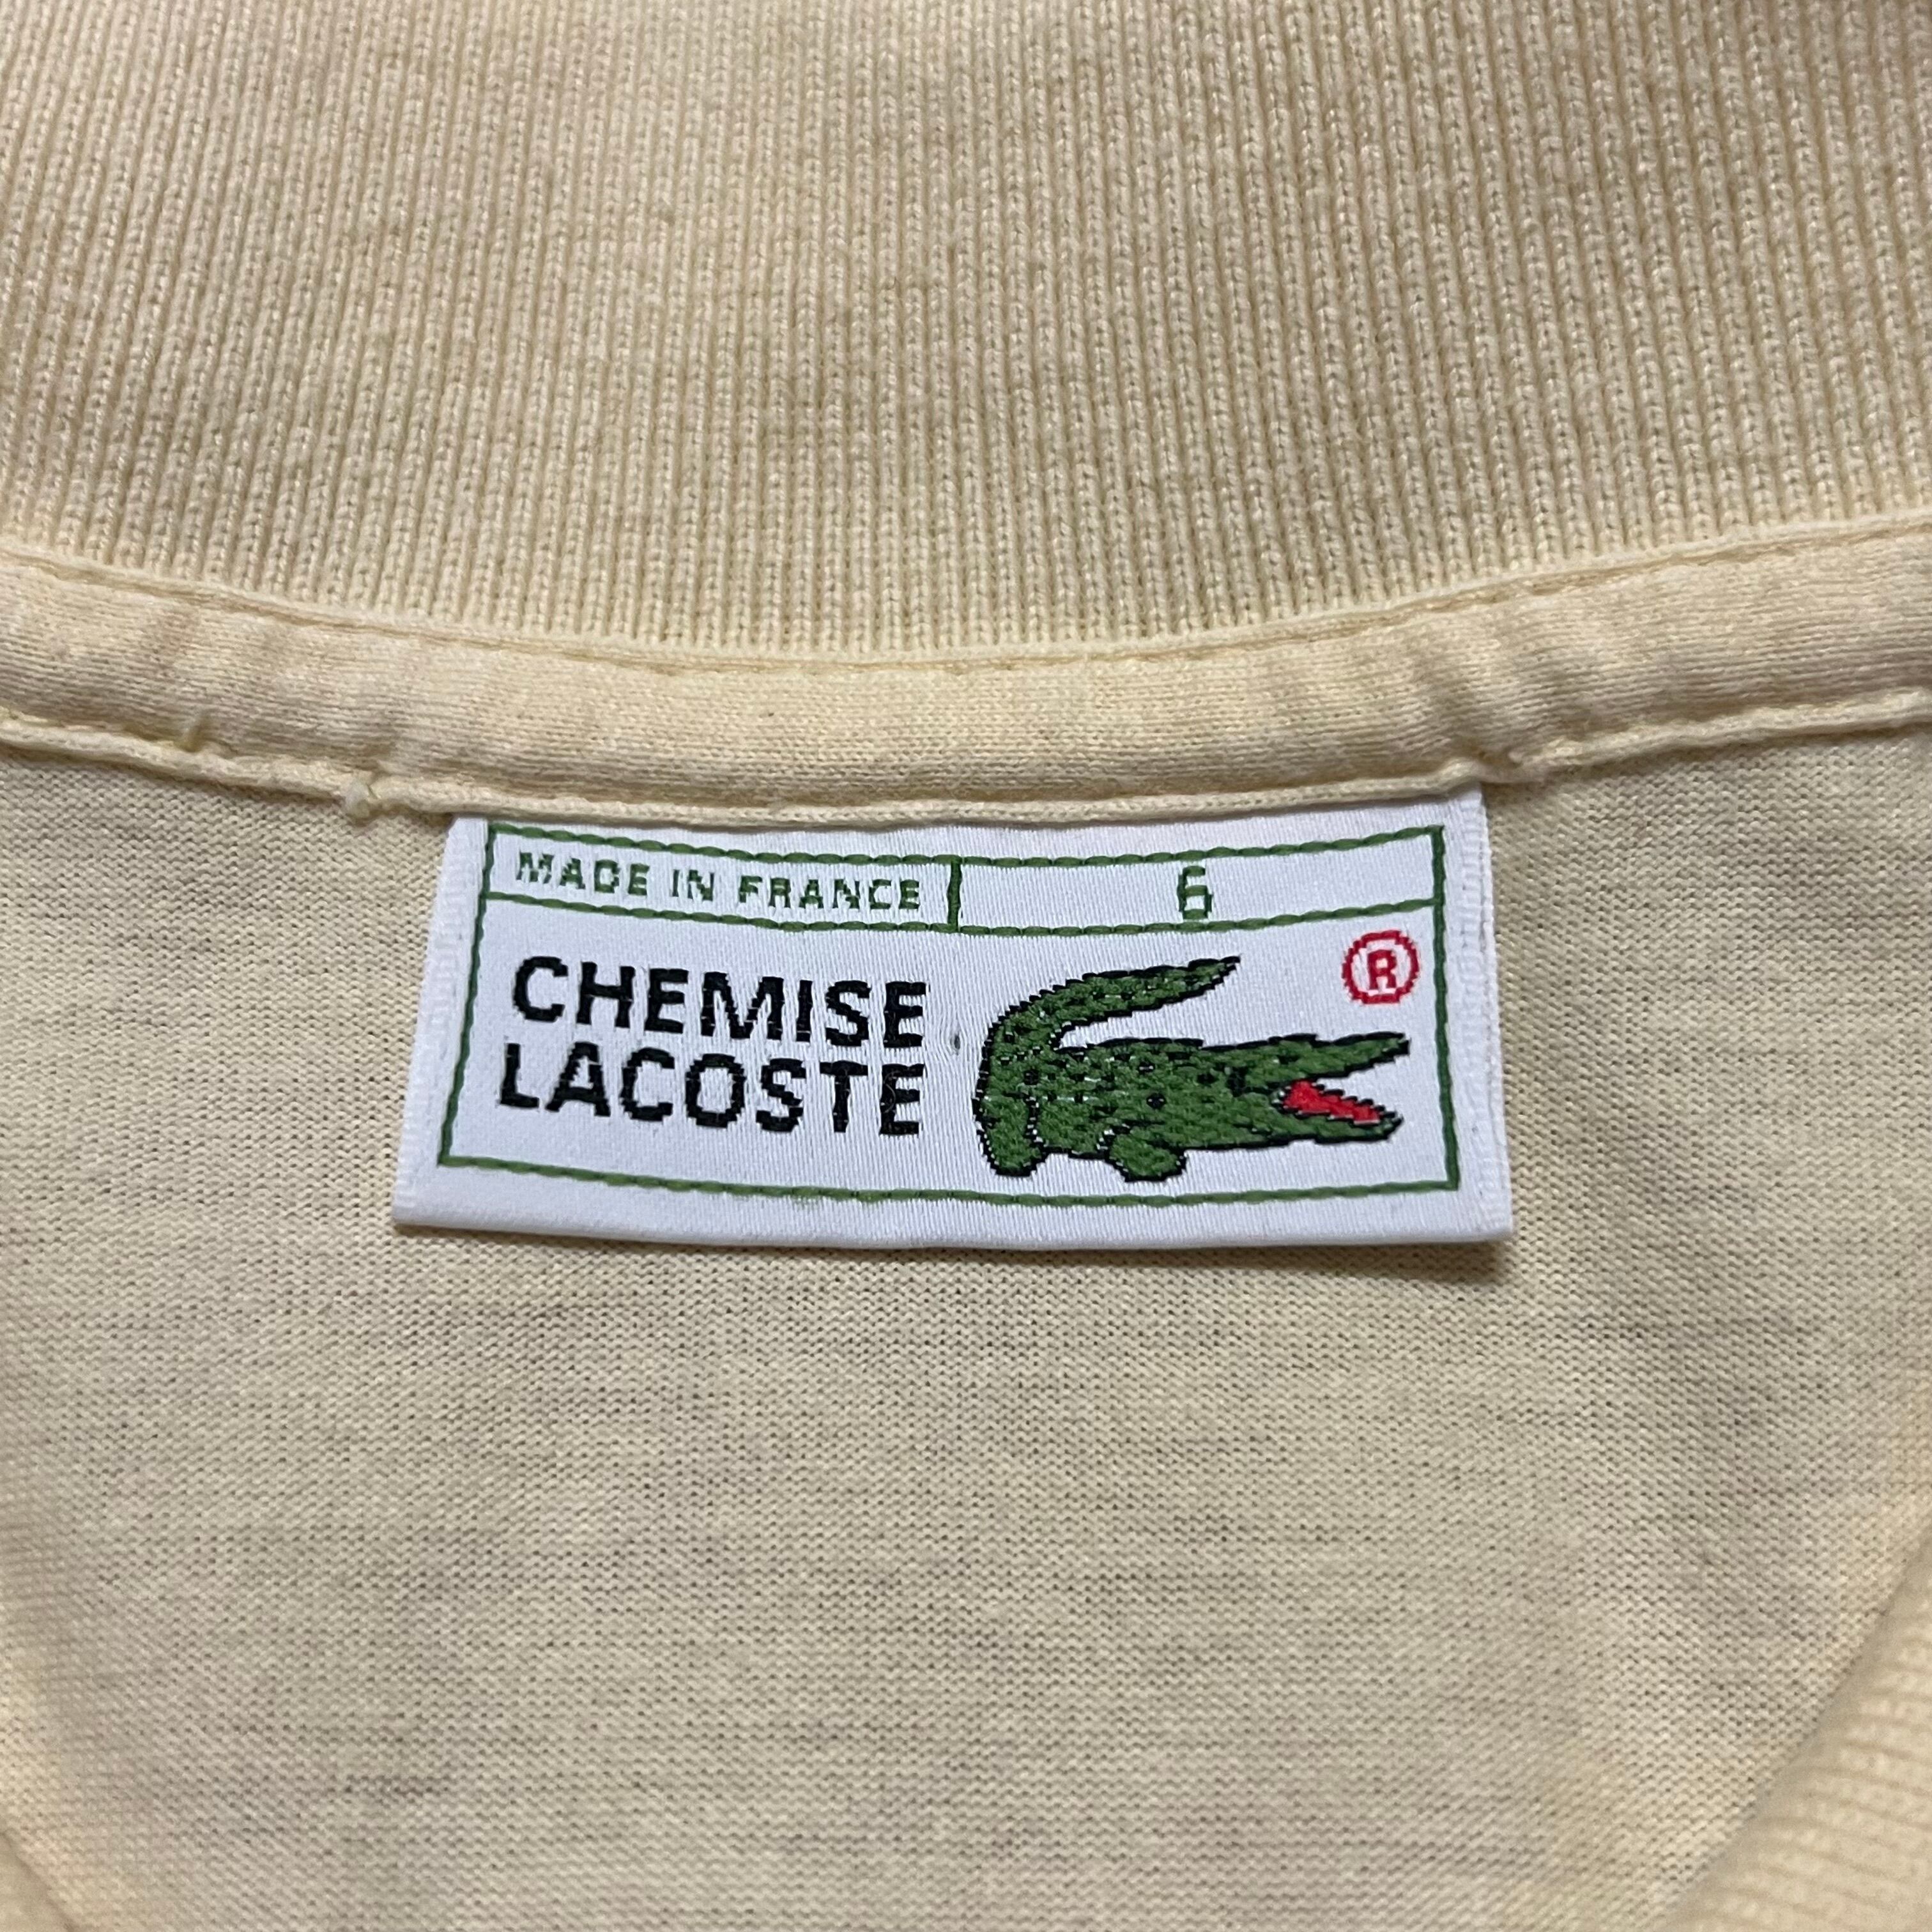 MADE IN FRANCE 6
CHEMISE
LACOSTE
®